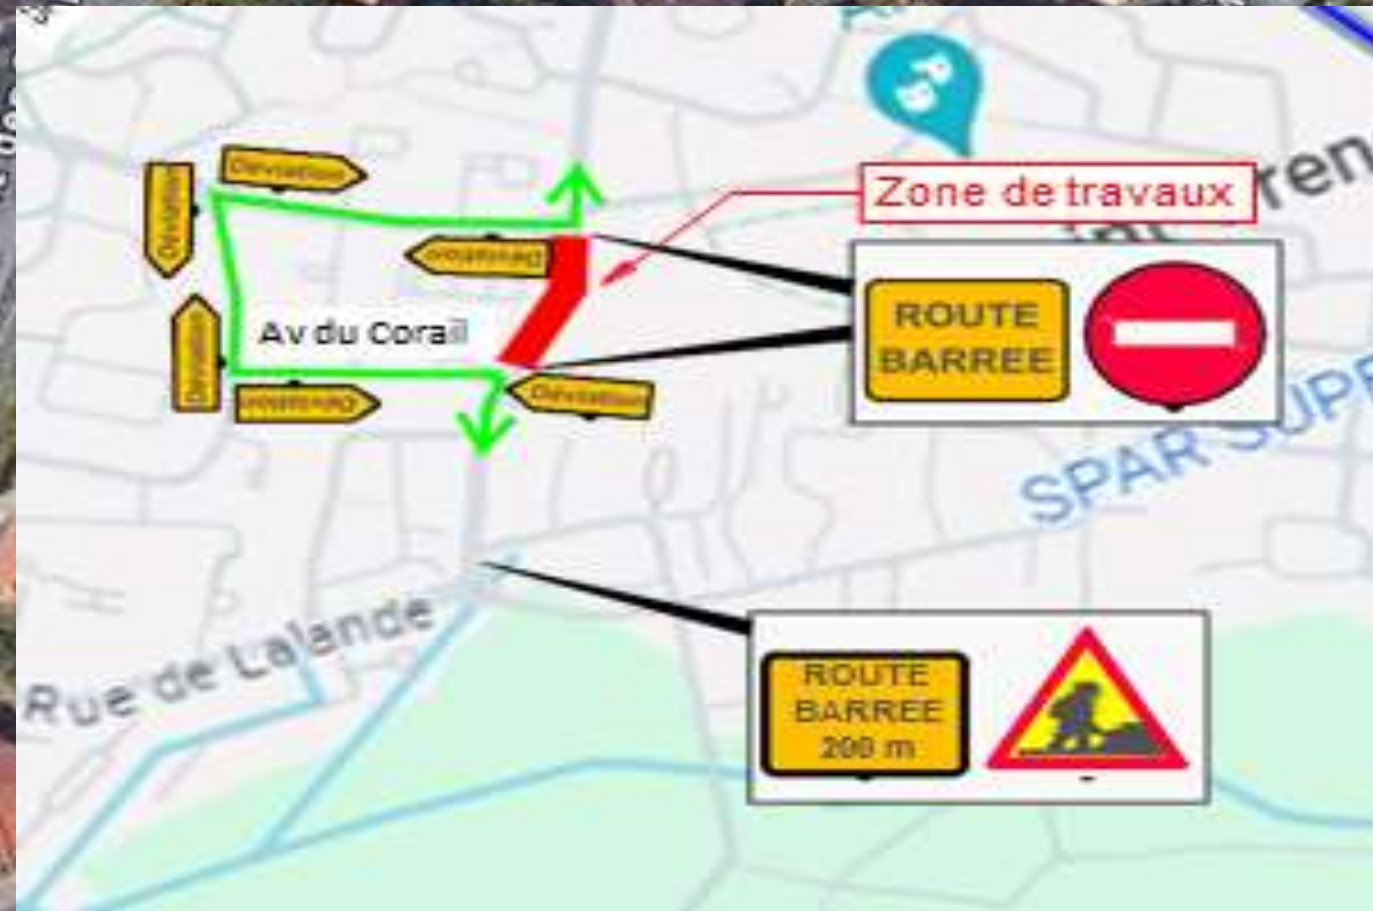 Déviation
Déviation
Zone de travaux
ren
Déviation
ROUTE
BARREE
Déviation
Av du Corail
Déviation
Déviation
SPAR SUPE
Rue de Lalande
ROUTE
BARREE
200 m